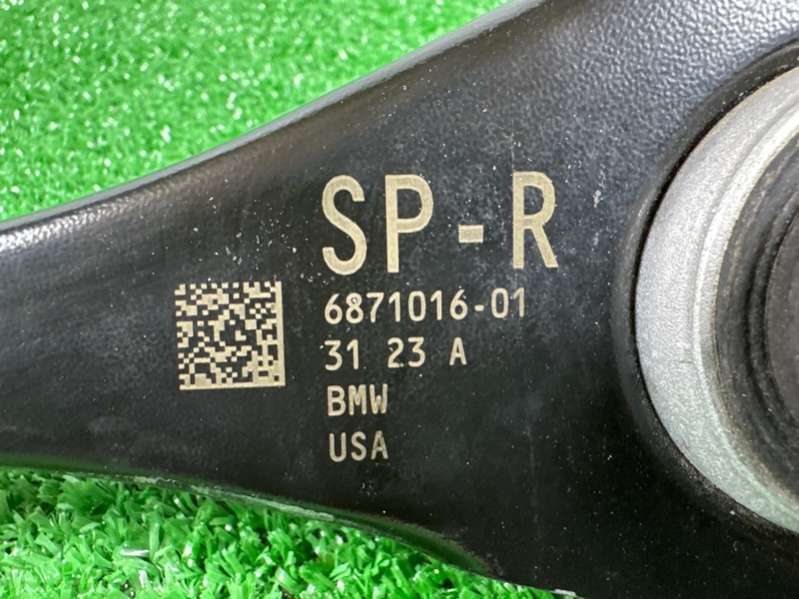 SP-R
6871016-01
31 23 A
BMW
USA